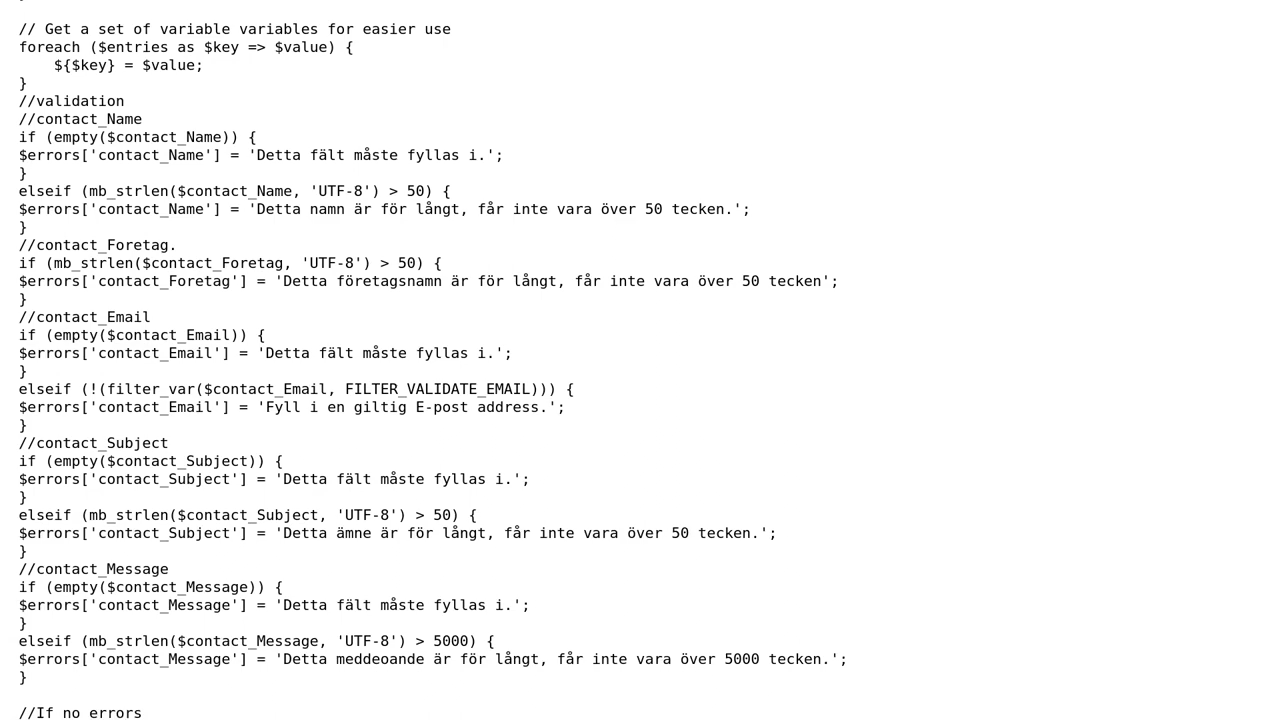 // Get a set of variable variables for easier use
foreach ($entries as $key => $value) {
    ${$key} = $value;
}
//validation
//contact_Name
if (empty($contact_Name)) {
$errors['contact_Name'] = 'Detta fält måste fyllas i.';
}
elseif (mb_strlen($contact_Name, 'UTF-8') > 50) {
$errors['contact_Name'] = 'Detta namn är för långt, får inte vara över 50 tecken.';
}
//contact_Foretag.
if (mb_strlen($contact_Foretag, 'UTF-8') > 50) {
$errors['contact_Foretag'] = 'Detta företagsnamn är för långt, får inte vara över 50 tecken';
}
//contact_Email
if (empty($contact_Email)) {
$errors['contact_Email'] = 'Detta fält måste fyllas i.';
}
elseif (!(filter_var($contact_Email, FILTER_VALIDATE_EMAIL))) {
$errors['contact_Email'] = 'Fyll i en giltig E-post address.';
}
//contact_Subject
if (empty($contact_Subject)) {
$errors['contact_Subject'] = 'Detta fält måste fyllas i.';
}
elseif (mb_strlen($contact_Subject, 'UTF-8') > 50) {
$errors['contact_Subject'] = 'Detta ämne är för långt, får inte vara över 50 tecken.';
}
//contact_Message
if (empty($contact_Message)) {
$errors['contact_Message'] = 'Detta fält måste fyllas i.';
}
elseif (mb_strlen($contact_Message, 'UTF-8') > 5000) {
$errors['contact_Message'] = 'Detta meddeoande är för långt, får inte vara över 5000 tecken.';
}

//If no errors